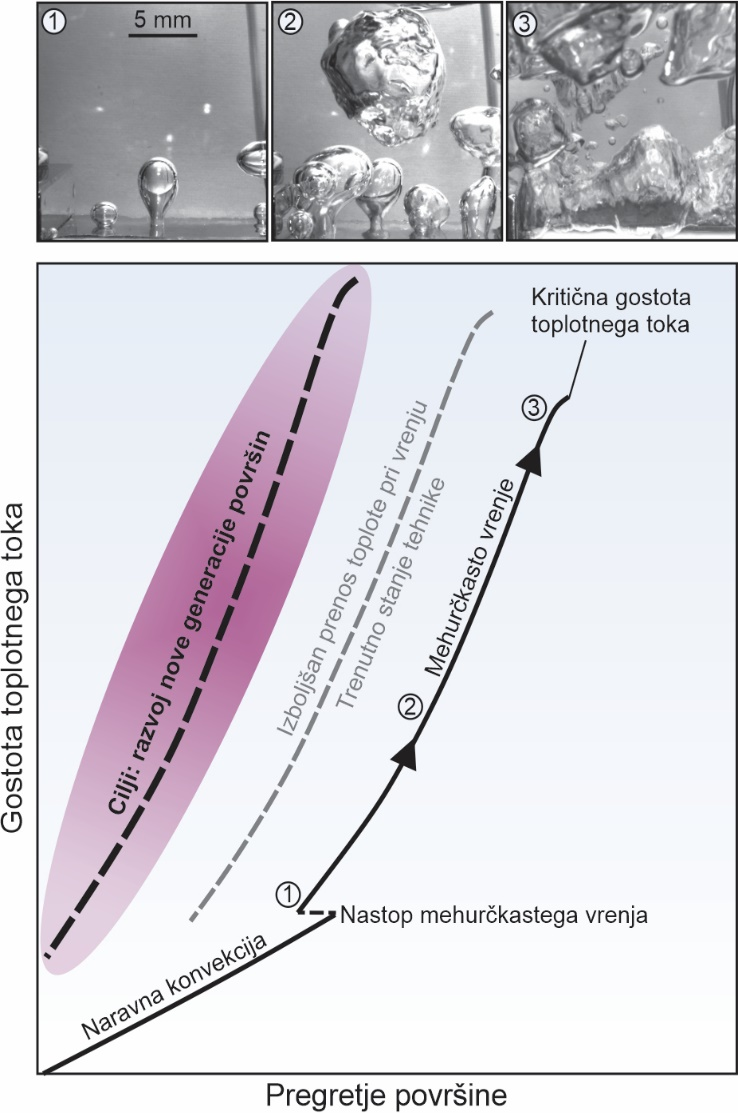 1
5 mm
2
3
Kritična gostota
toplotnega toka
3
Cilji: razvoj nove generacije površin
Izboljšan prenos toplote pri vrenju
Trenutno stanje tehnike
Mehurčkasto vrenje
2
1
Nastop mehurčkastega vrenja
Naravna konvekcija
Gostota toplotnega toka
Pregretje površine